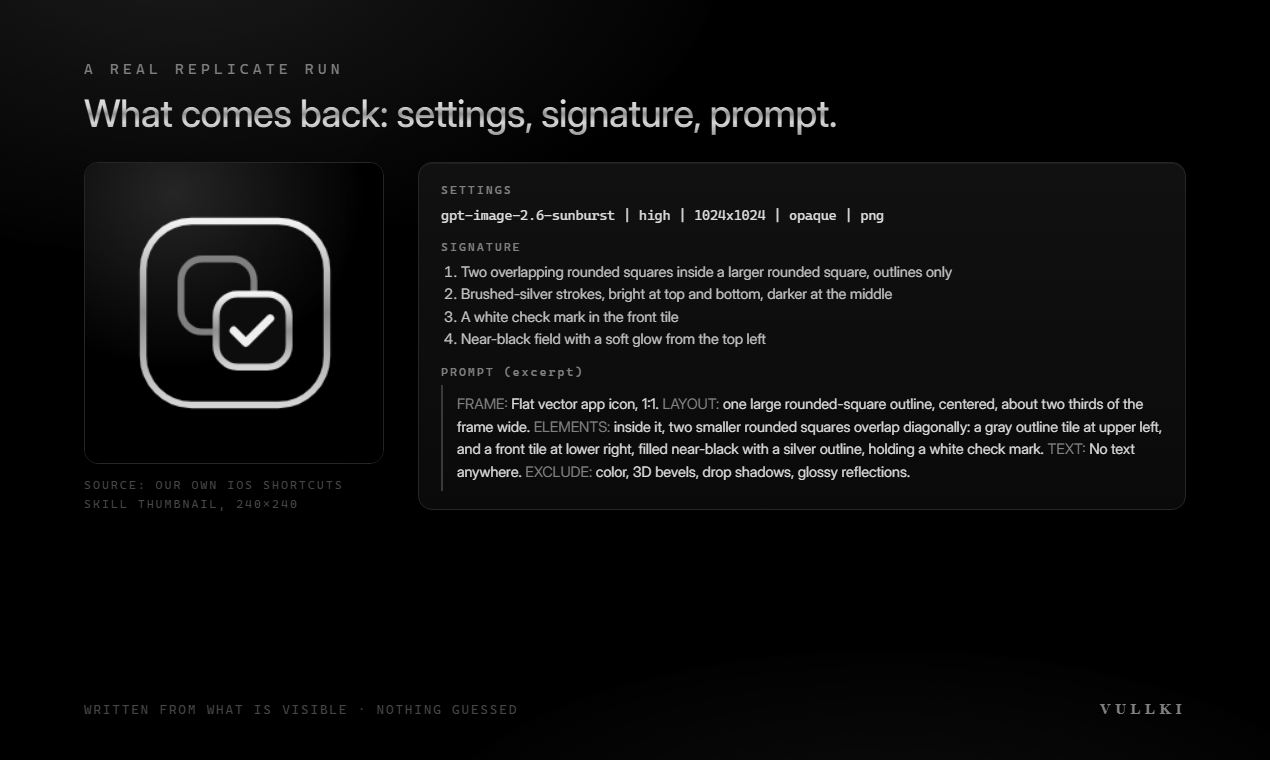 A REAL REPLICATE RUN
What comes back: settings, signature, prompt.
SETTINGS
gpt-image-2.6-sunburst | high | 1024x1024 | opaque | png
SIGNATURE
1. Two overlapping rounded squares inside a larger rounded square, outlines only
2. Brushed-silver strokes, bright at top and bottom, darker at the middle
3. A white check mark in the front tile
4. Near-black field with a soft glow from the top left
PROMPT (excerpt)
FRAME: Flat vector app icon, 1:1. LAYOUT: one large rounded-square outline, centered, about two thirds of the
frame wide. ELEMENTS: inside it, two smaller rounded squares overlap diagonally: a gray outline tile at upper left,
and a front tile at lower right, filled near-black with a silver outline, holding a white check mark. TEXT: No text
anywhere. EXCLUDE: color, 3D bevels, drop shadows, glossy reflections.
SOURCE: OUR OWN IOS SHORTCUTS
SKILL THUMBNAIL, 240×240
WRITTEN FROM WHAT IS VISIBLE · NOTHING GUESSED
VULLKI